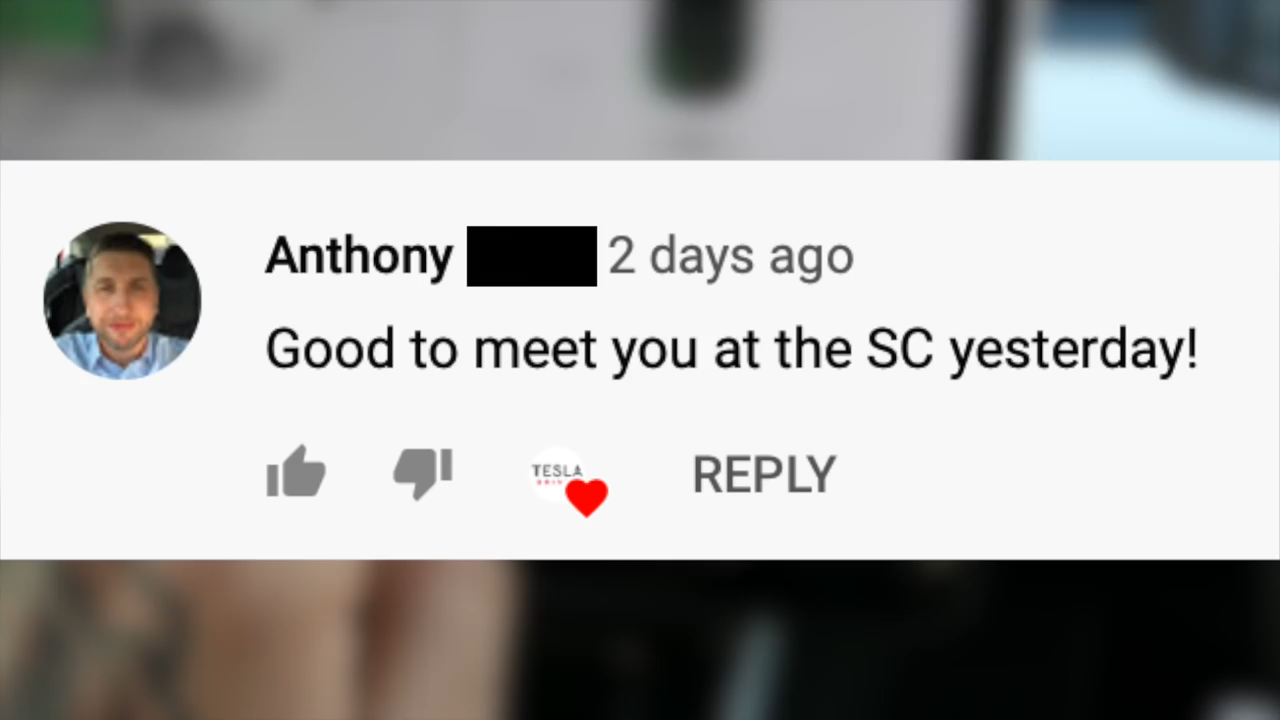 Anthony 2 days ago
Good to meet you at the SC yesterday!
TESLA
REPLY